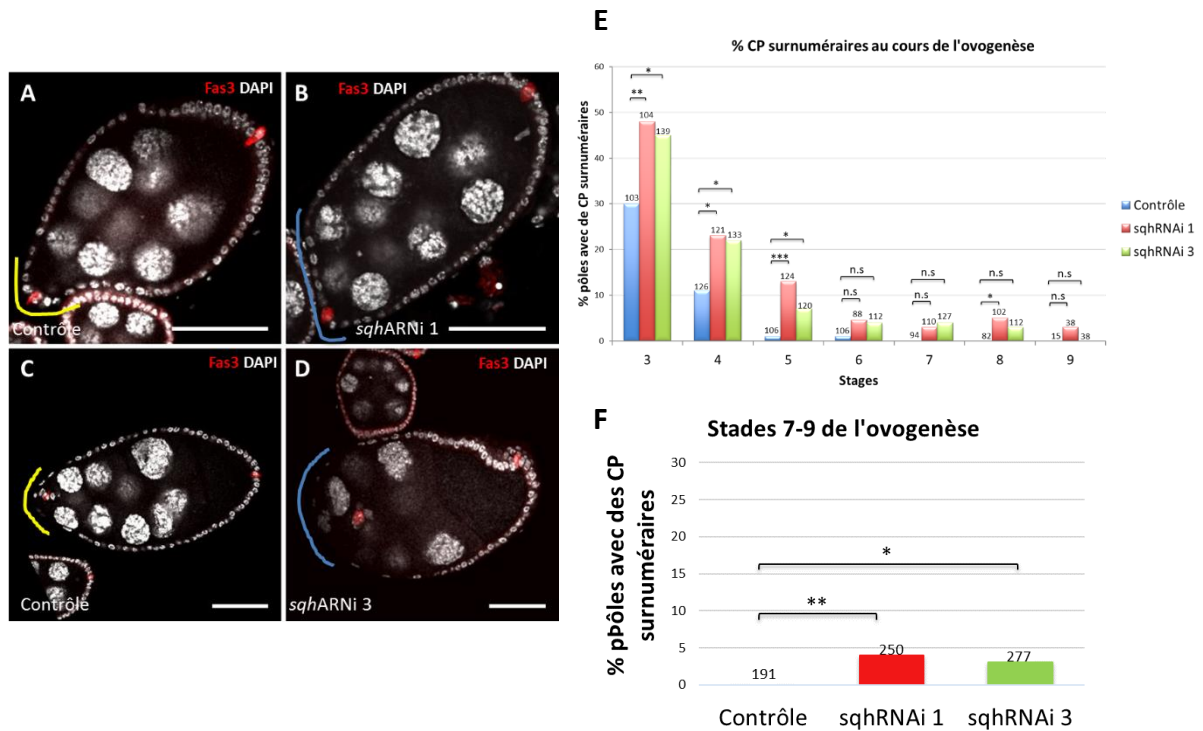 A
Fas3 DAPI
Contrôle
B
Fas3 DAPI
sqhARNi 1
C
Fas3 DAPI
Contrôle
D
Fas3 DAPI
sqhARNi 3
E
% CP surnuméraires au cours de l'ovogenèse
% pôles avec de CP surnuméraires
60
50
40
30
20
10
0
* * * * n.s n.s n.s n.s
** * *** n.s n.s * n.s
103 104 139
126 121 133
106 124 120
106 88 112
94 110 127
82 102 112
15 38 38
3 4 5 6 7 8 9
Stages
Contrôle
sqhRNAi 1
sqhRNAi 3
F
Stades 7-9 de l'ovogenèse
% pÞôles avec des CP
surnuméraires
30
25
20
15
10
5
0
*
**
191 250 277
Contrôle sqhRNAi 1 sqhRNAi 3